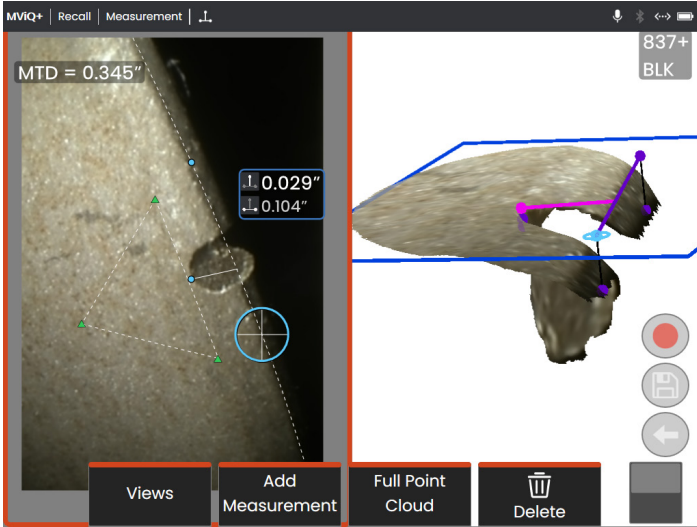 MViQ+ Recall Measurement
MTD = 0.345"
0.029"
0.104"
837+
BLK
Views
Add
Measurement
Full Point
Cloud
Delete